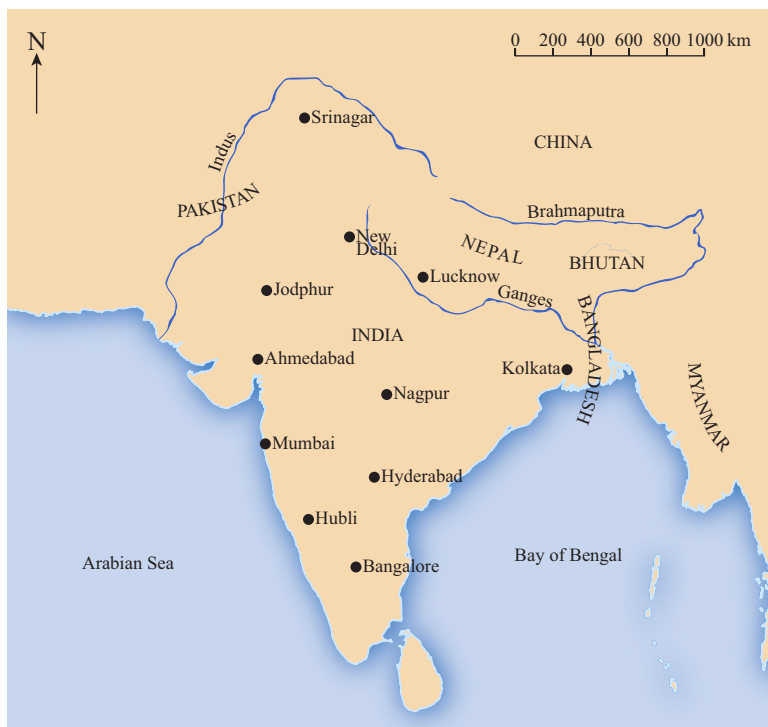 N
0 200 400 600 800 1000 km
Srinagar
CHINA
Indus
PAKISTAN
Brahmaputra
New
Delhi
NEPAL
BHUTAN
Lucknow
Jodphur
Ganges
BANGLADESH
INDIA
Ahmedabad
Kolkata
Nagpur
MYANMAR
Mumbai
Hyderabad
Hubli
Arabian Sea
Bay of Bengal
Bangalore